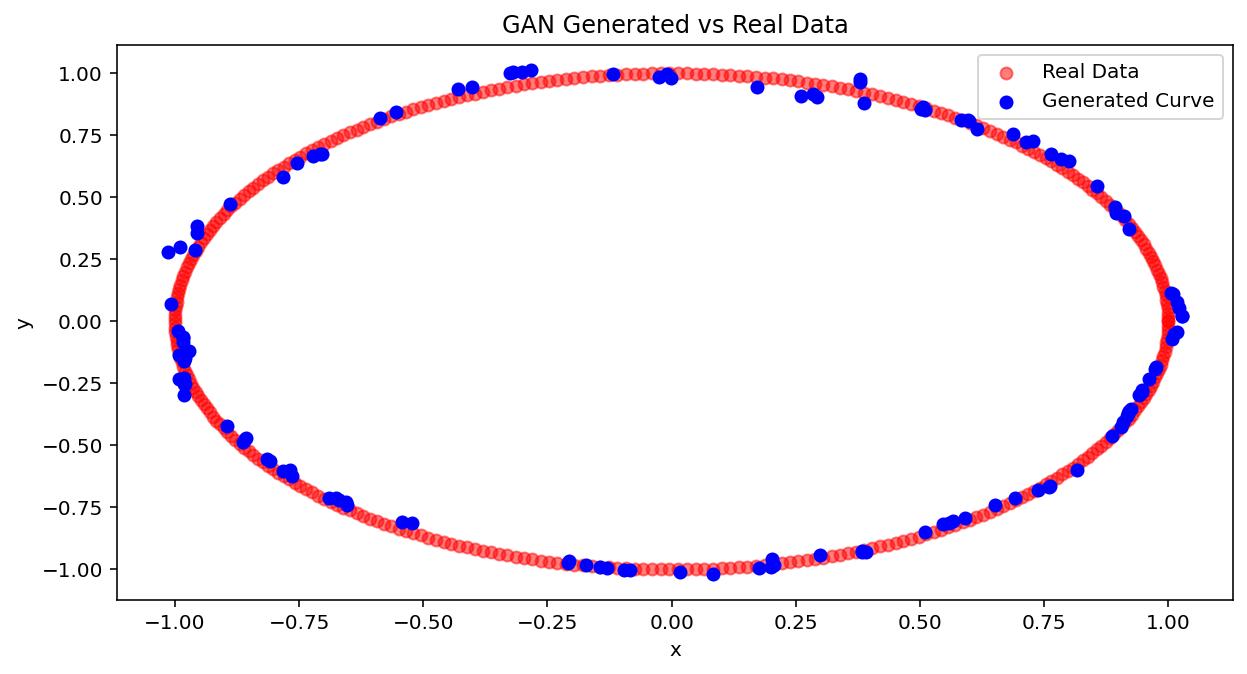 GAN Generated vs Real Data
Real Data
Generated Curve
1.00
0.75
0.50
0.25
0.00
−0.25
−0.50
−0.75
−1.00
y
−1.00 −0.75 −0.50 −0.25 0.00 0.25 0.50 0.75 1.00
x